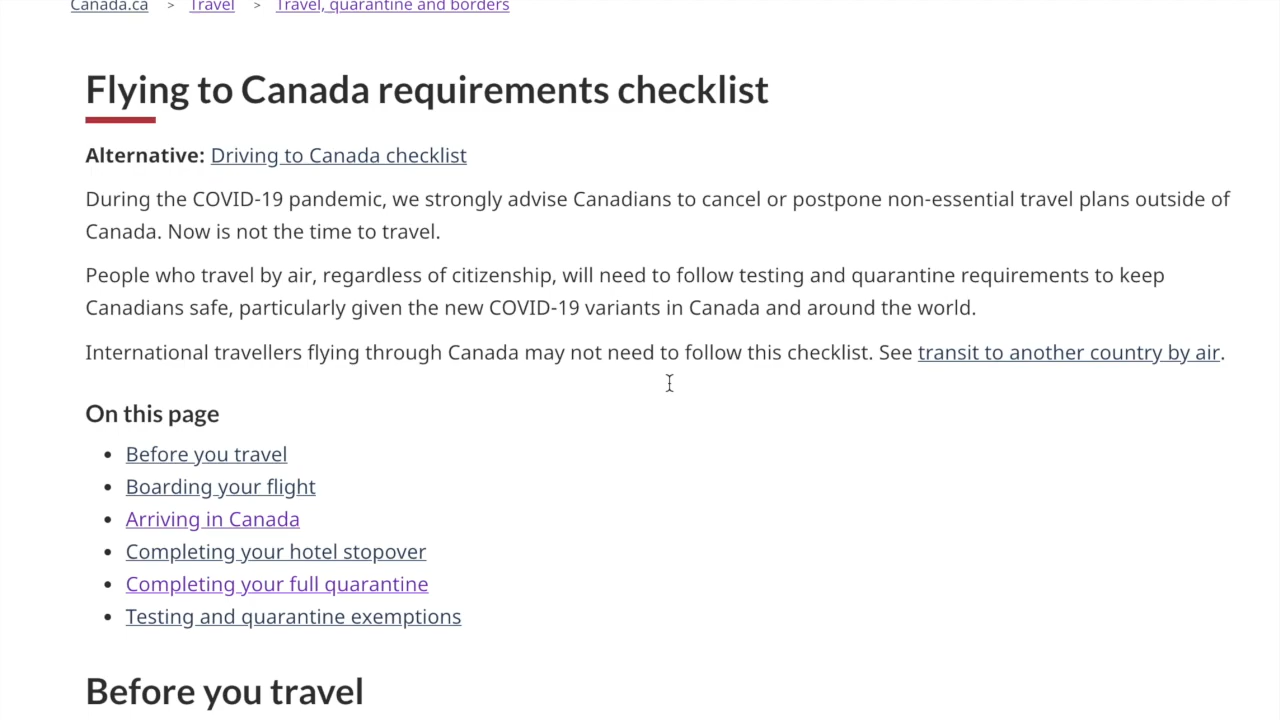 Canada.ca > Travel > Travel, quarantine and borders
Flying to Canada requirements checklist
Alternative: Driving to Canada checklist
During the COVID-19 pandemic, we strongly advise Canadians to cancel or postpone non-essential travel plans outside of
Canada. Now is not the time to travel.
People who travel by air, regardless of citizenship, will need to follow testing and quarantine requirements to keep
Canadians safe, particularly given the new COVID-19 variants in Canada and around the world.
International travellers flying through Canada may not need to follow this checklist. See transit to another country by air.
On this page
• Before you travel
• Boarding your flight
• Arriving in Canada
• Completing your hotel stopover
• Completing your full quarantine
• Testing and quarantine exemptions
Before you travel